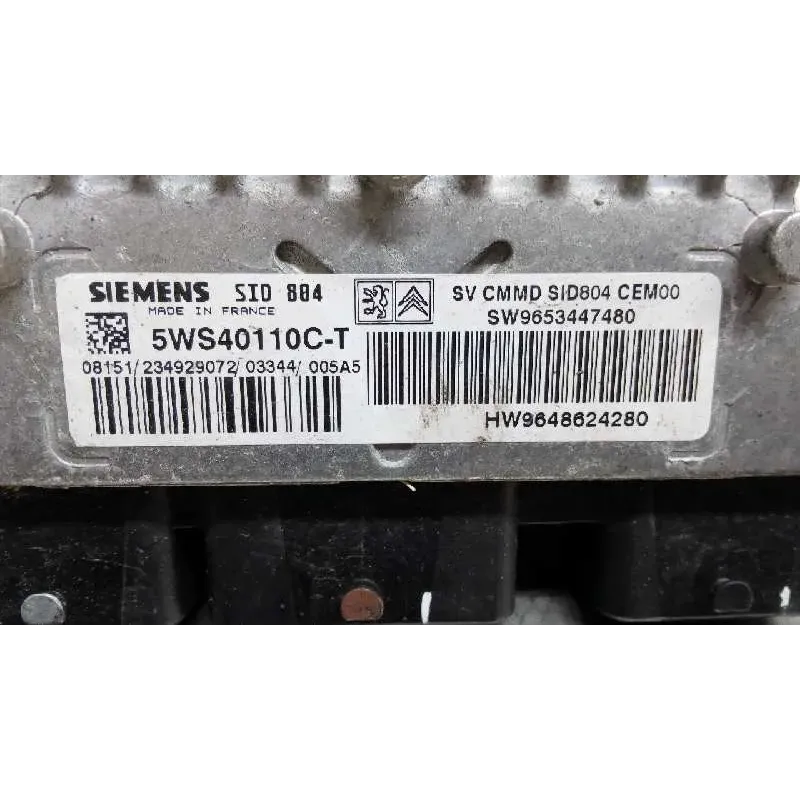 SIEMENS SID 804
MADE IN FRANCE
5WS40110C-T
08151/234929072/03344/005A5
SV CMMD SID804 CEM00
SW9653447480
HW9648624280